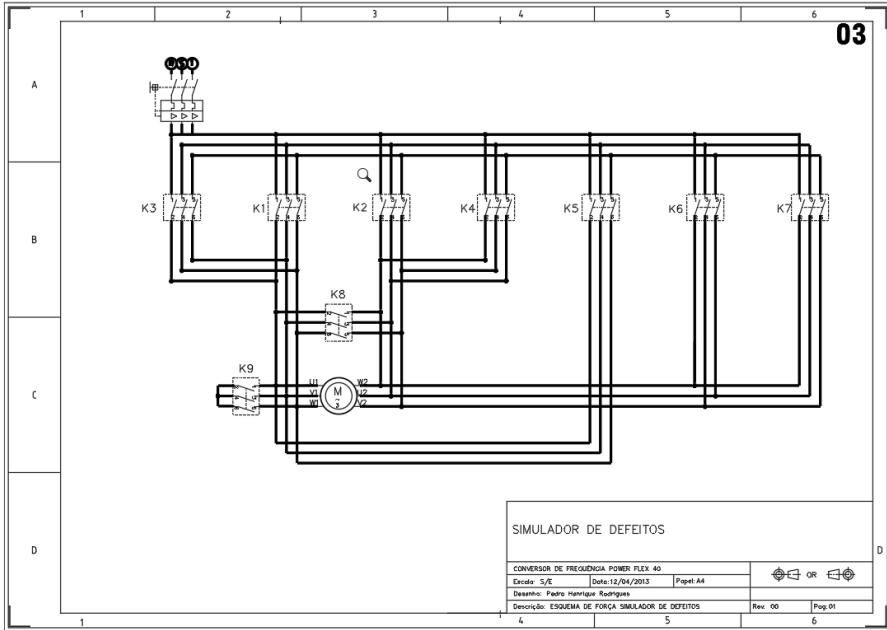 1 2 3 4 5 6
03
R S T
A
K3 K1 K2 K4 K5 K6 K7
B
K8
K9
U1 W2
V1 M U2
W1 3 V2
C
SIMULADOR DE DEFEITOS
D D
CONVERSOR DE FREQUÊNCIA POWER FLEX 40
OR
Escala: S/E Data:12/04/2013 Papel: A4
Desenho: Pedro Henrique Rodrigues
Descrição: ESQUEMA DE FORÇA SIMULADOR DE DEFEITOS Rev: 00 Pag: 01
1 4 5 6